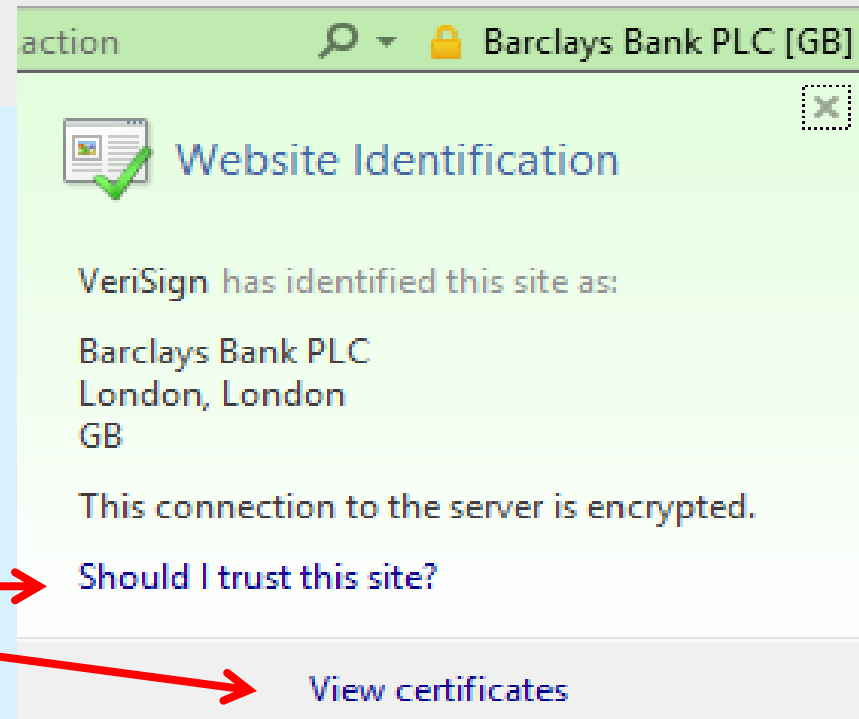 action Barclays Bank PLC [GB]
Website Identification
VeriSign has identified this site as:
Barclays Bank PLC
London, London
GB
This connection to the server is encrypted.
Should I trust this site?
View certificates